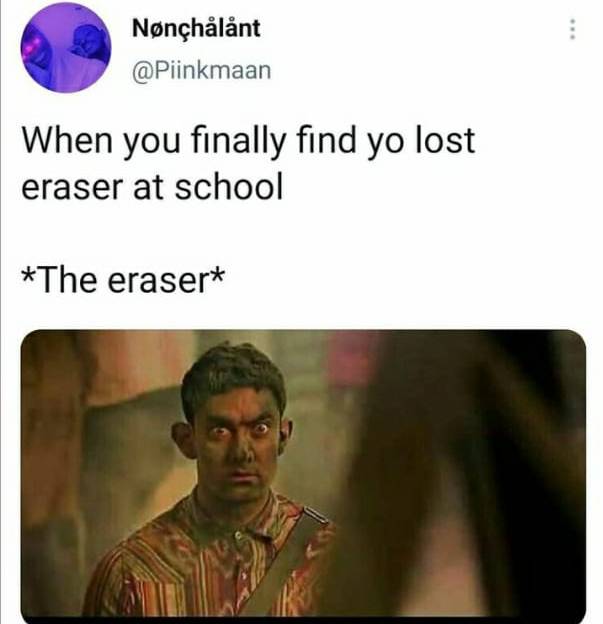 Nønçhålånt
@Piinkmaan
When you finally find yo lost
eraser at school
*The eraser*